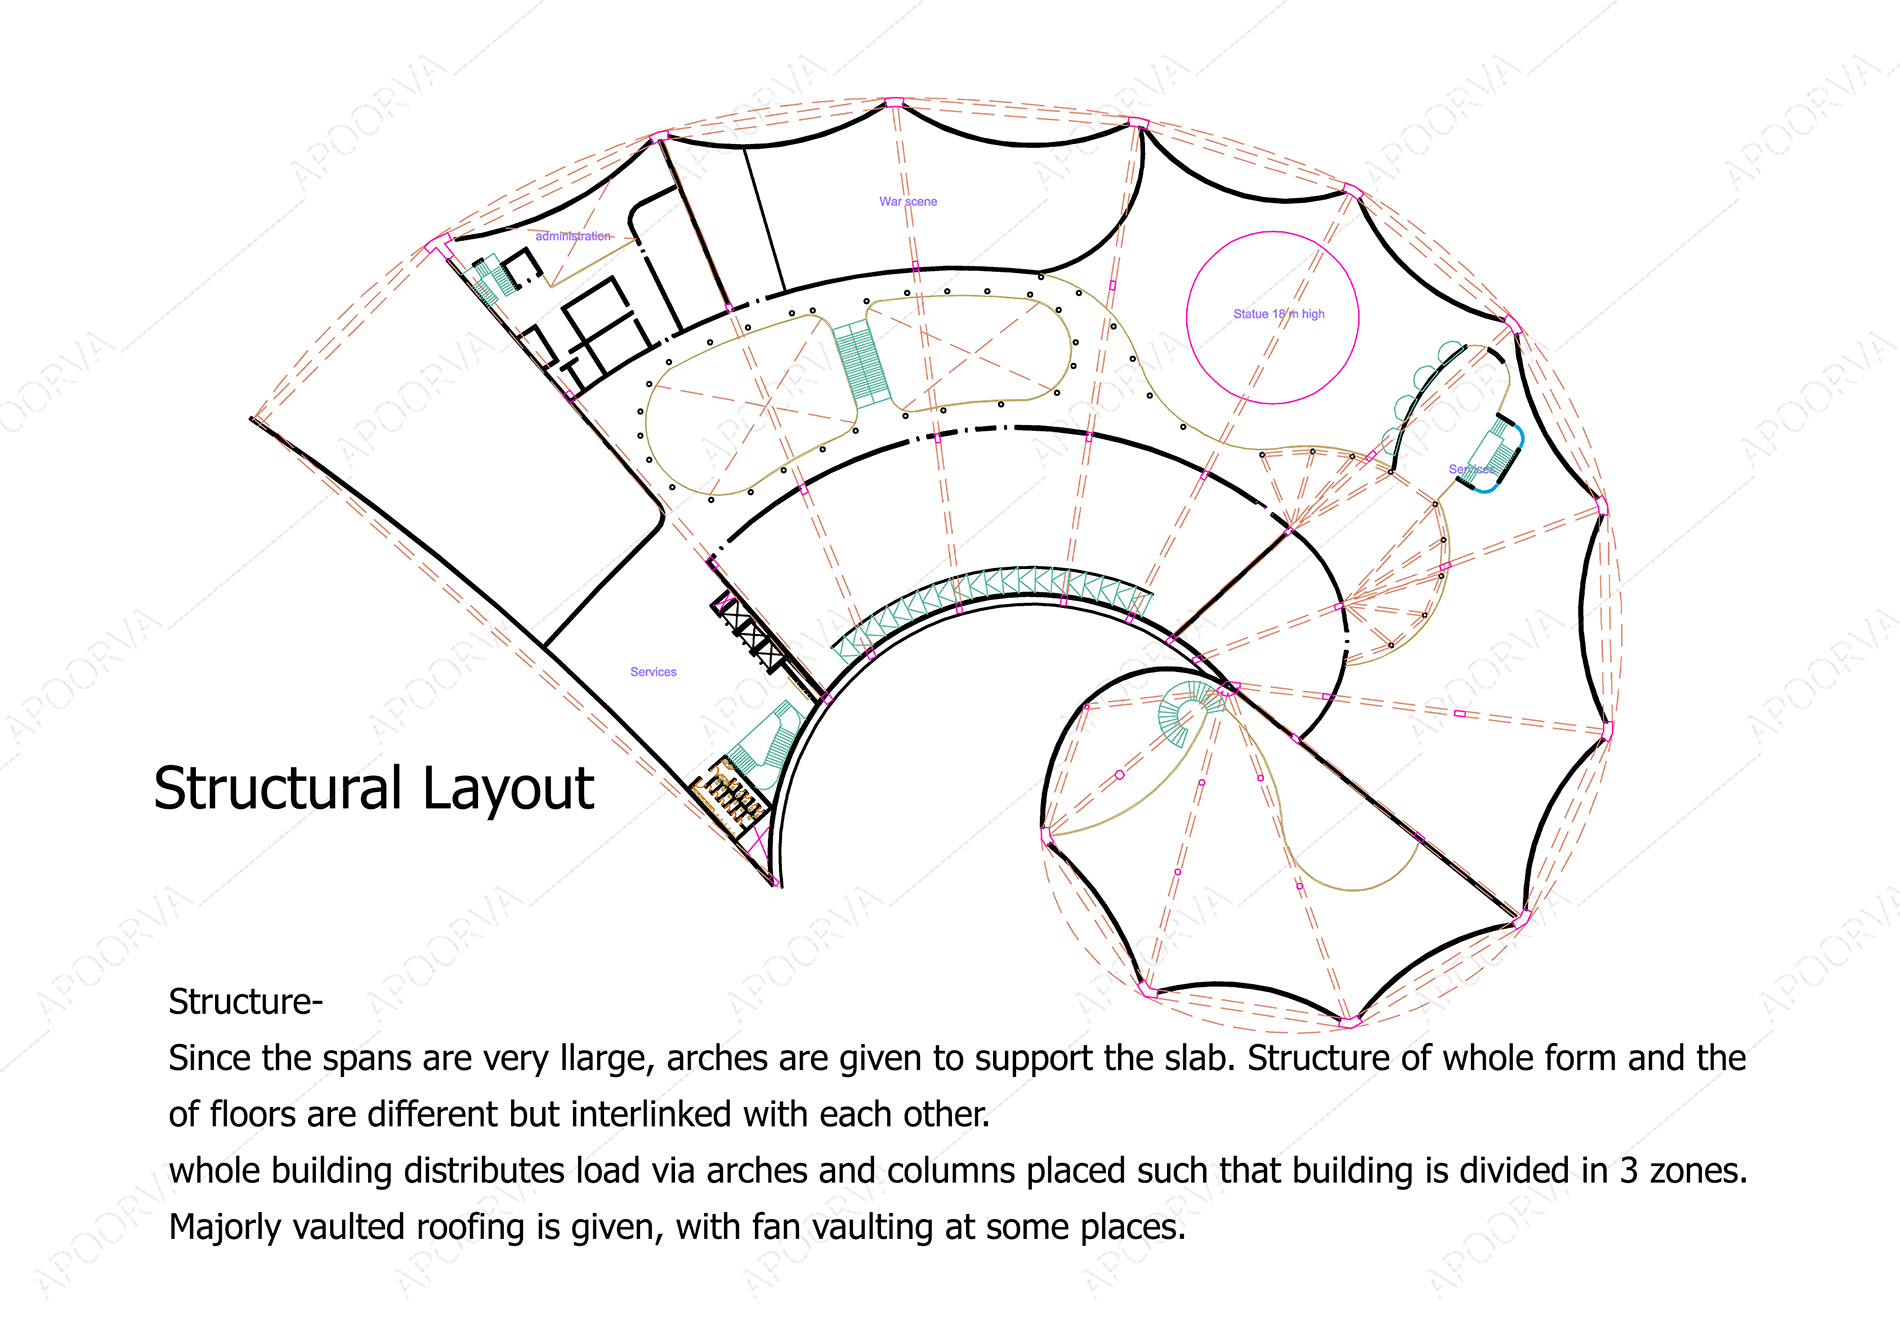 War scene
administration
Statue 18 m high
Services
Services
Structural Layout
Structure-
Since the spans are very llarge, arches are given to support the slab. Structure of whole form and the
of floors are different but interlinked with each other.
whole building distributes load via arches and columns placed such that building is divided in 3 zones.
Majorly vaulted roofing is given, with fan vaulting at some places.
APOORVA